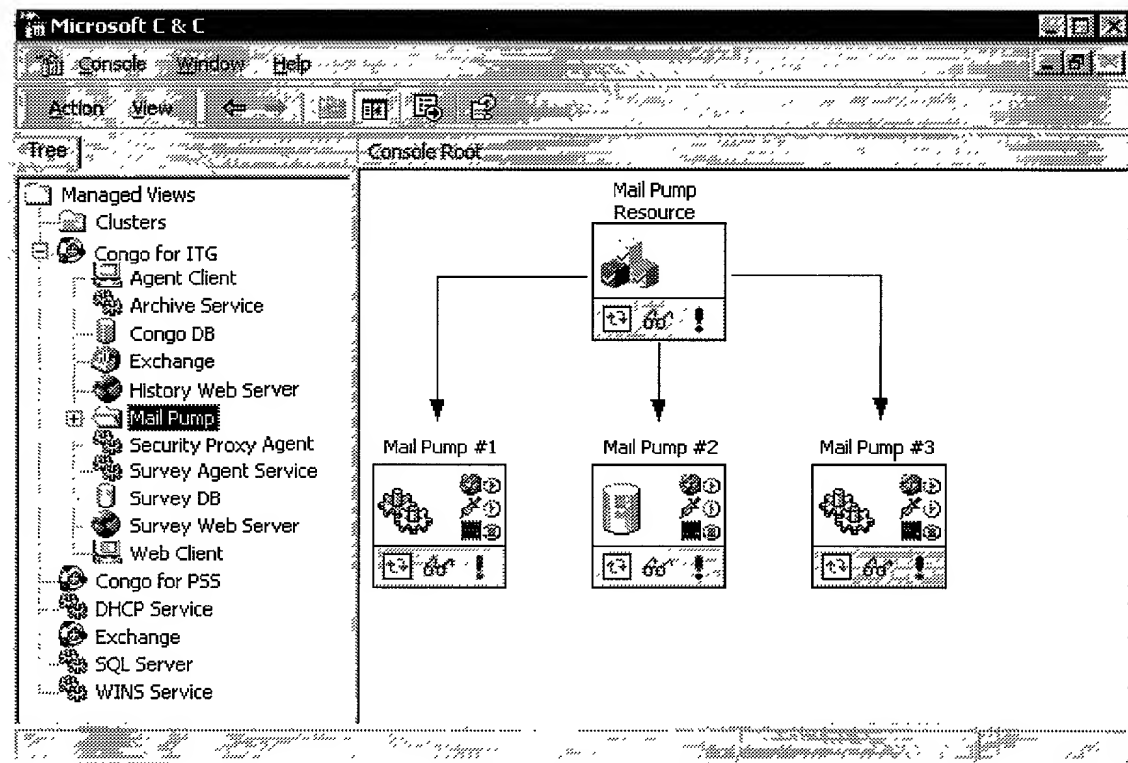 Microsoft C & C
Console Window Help
Action View
Tree
Console Root
Managed Views
Clusters
Congo for ITG
Agent Client
Archive Service
Congo DB
Exchange
History Web Server
Mail Pump
Security Proxy Agent
Survey Agent Service
Survey DB
Survey Web Server
Web Client
Congo for PSS
DHCP Service
Exchange
SQL Server
WINS Service
Mail Pump
Resource
Mail Pump #1
Mail Pump #2
Mail Pump #3